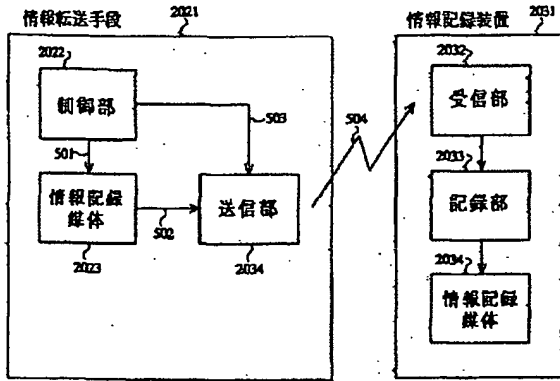 情報転送手段
2021
2022
制御部
501
503
情報記録
媒体
2023
502
送信部
2034
504
情報記録装置
2031
2032
受信部
2033
記録部
2034
情報記録
媒体